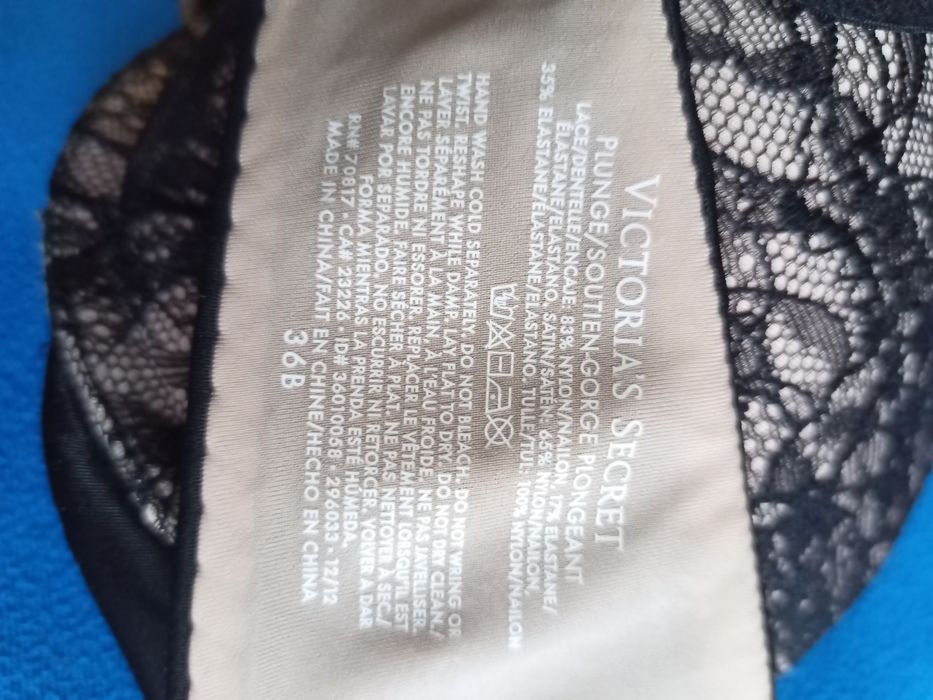 VICTORIA'S SECRET
PLUNGE/SOUTIEN-GORGE PLONGEANT
LACE/DENTELLE/ENCAJE: 83% NYLON/NAILON, 17% ELASTANE/
ÉLASTANE/ELASTANO. SATIN/SATÉN: 65% NYLON/NAILON,
35% ELASTANE/ÉLASTANE/ELASTANO. TULLE/TUL: 100% NYLON/NAILON
HAND WASH COLD SEPARATELY. DO NOT BLEACH. DO NOT WRING OR
TWIST. RESHAPE WHILE DAMP. LAY FLAT TO DRY. DO NOT DRY CLEAN./
LAVER SÉPARÉMENT À LA MAIN, À L'EAU FROIDE. NE PAS JAVELLISER.
NE PAS TORDRE NI ESSORER. REPLACER LE VÊTEMENT LORSQU'IL EST
ENCORE HUMIDE. FAIRE SÉCHER À PLAT. NE PAS NETTOYER À SEC./
LAVAR POR SEPARADO, NO ESCURRIR NI RETORCER, VOLVER A DAR
FORMA MIENTRAS LA PRENDA ESTÉ HÚMEDA.
RN# 70817 · CA# 23226 · ID# 36010068 · 296033 · 12/12
MADE IN CHINA/FAIT EN CHINE/HECHO EN CHINA
36B